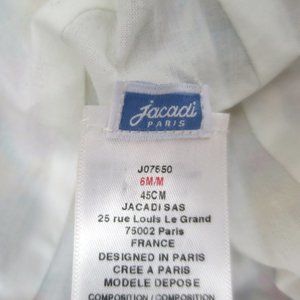 Jacadi
PARIS
J07650
6M/M
45CM
JACADI SAS
25 rue Louis Le Grand
75002 Paris
FRANCE
DESIGNED IN PARIS
CREE A PARIS
MODELE DEPOSE
COMPOSITION / COMPOSITION